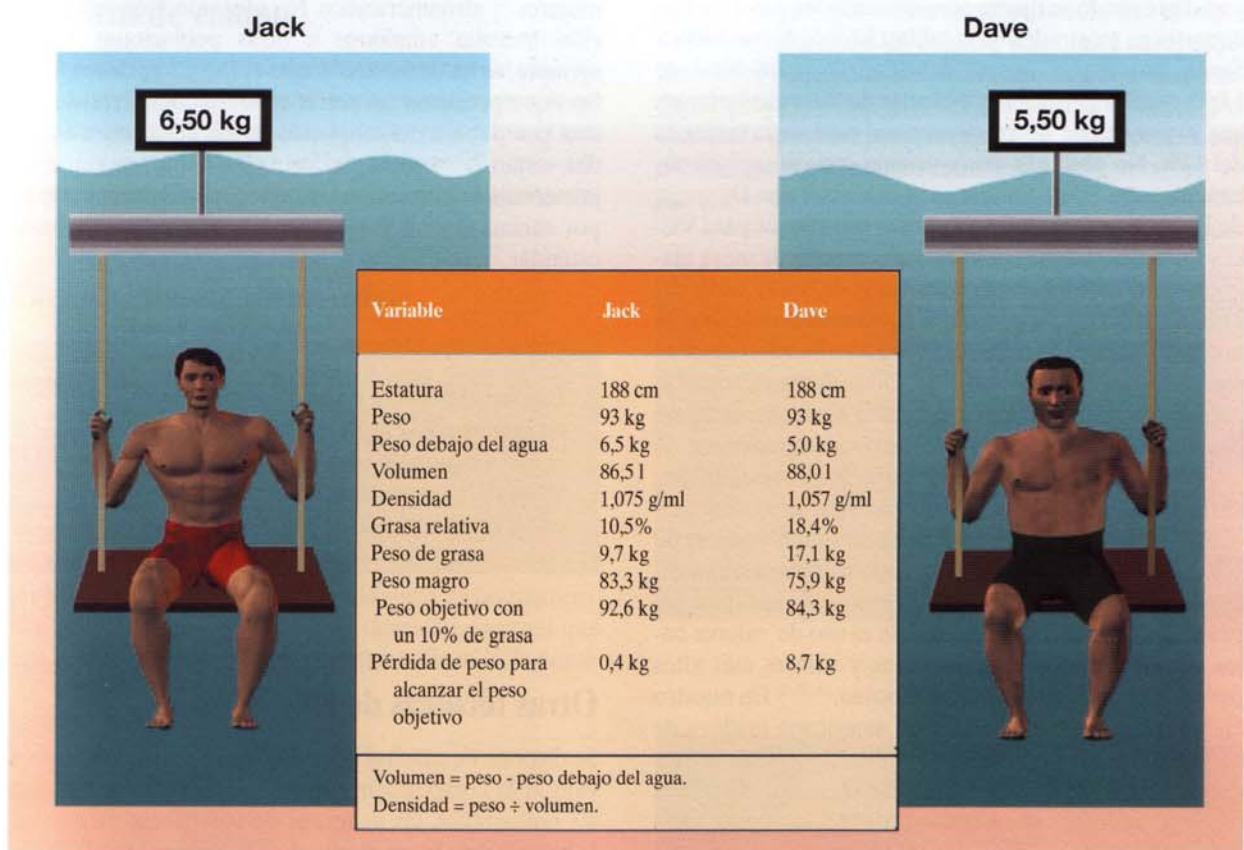 Jack
Dave
6,50 kg
5,50 kg
Variable Jack Dave
Estatura 188 cm 188 cm
Peso 93 kg 93 kg
Peso debajo del agua 6,5 kg 5,0 kg
Volumen 86,5 l 88,0 l
Densidad 1,075 g/ml 1,057 g/ml
Grasa relativa 10,5% 18,4%
Peso de grasa 9,7 kg 17,1 kg
Peso magro 83,3 kg 75,9 kg
Peso objetivo con 92,6 kg 84,3 kg
un 10% de grasa
Pérdida de peso para 0,4 kg 8,7 kg
alcanzar el peso
objetivo
Volumen = peso - peso debajo del agua.
Densidad = peso ÷ volumen.